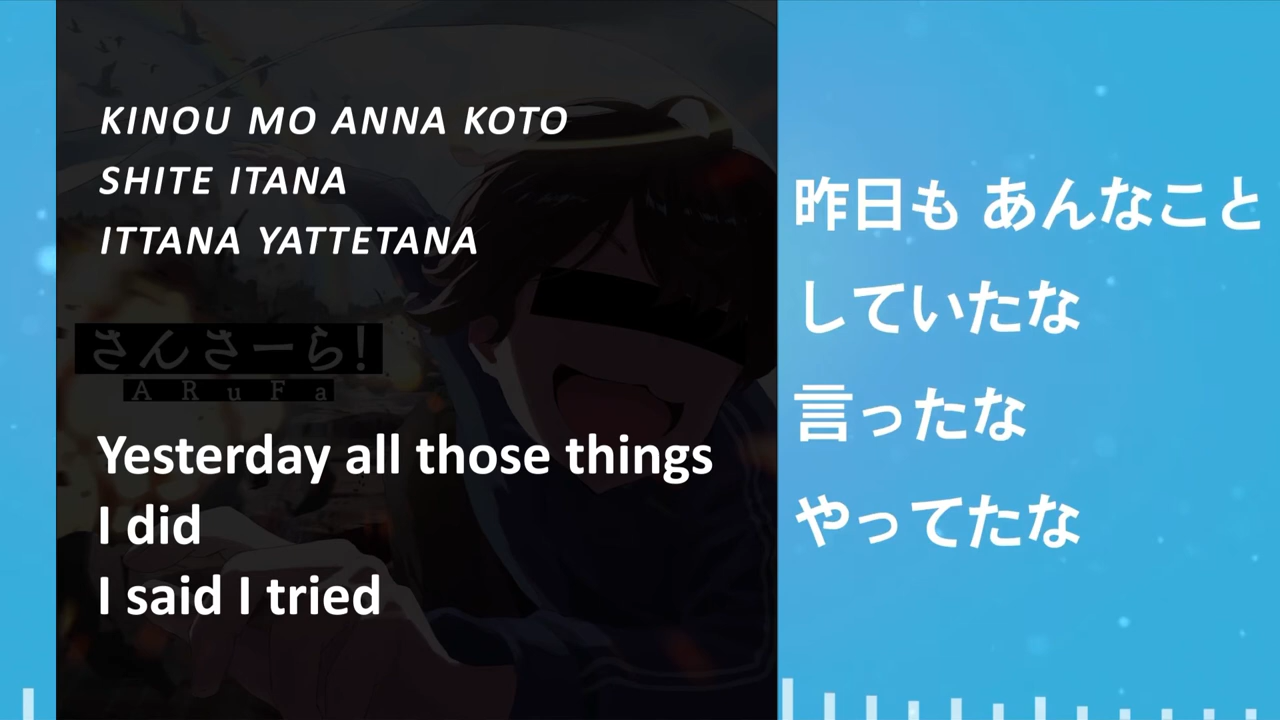 KINOU MO ANNA KOTO
SHITE ITANA
ITTANA YATTETANA
さんさーら!
ARuFa
Yesterday all those things
I did
I said I tried
昨日も あんなこと
していたな
言ったな
やってたな